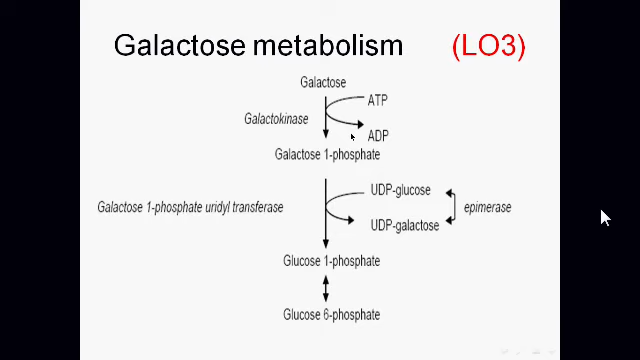 Galactose metabolism (LO3)
Galactose
ATP
Galactokinase
ADP
Galactose 1-phosphate
UDP-glucose
Galactose 1-phosphate uridyl transferase
epimerase
UDP-galactose
Glucose 1-phosphate
Glucose 6-phosphate